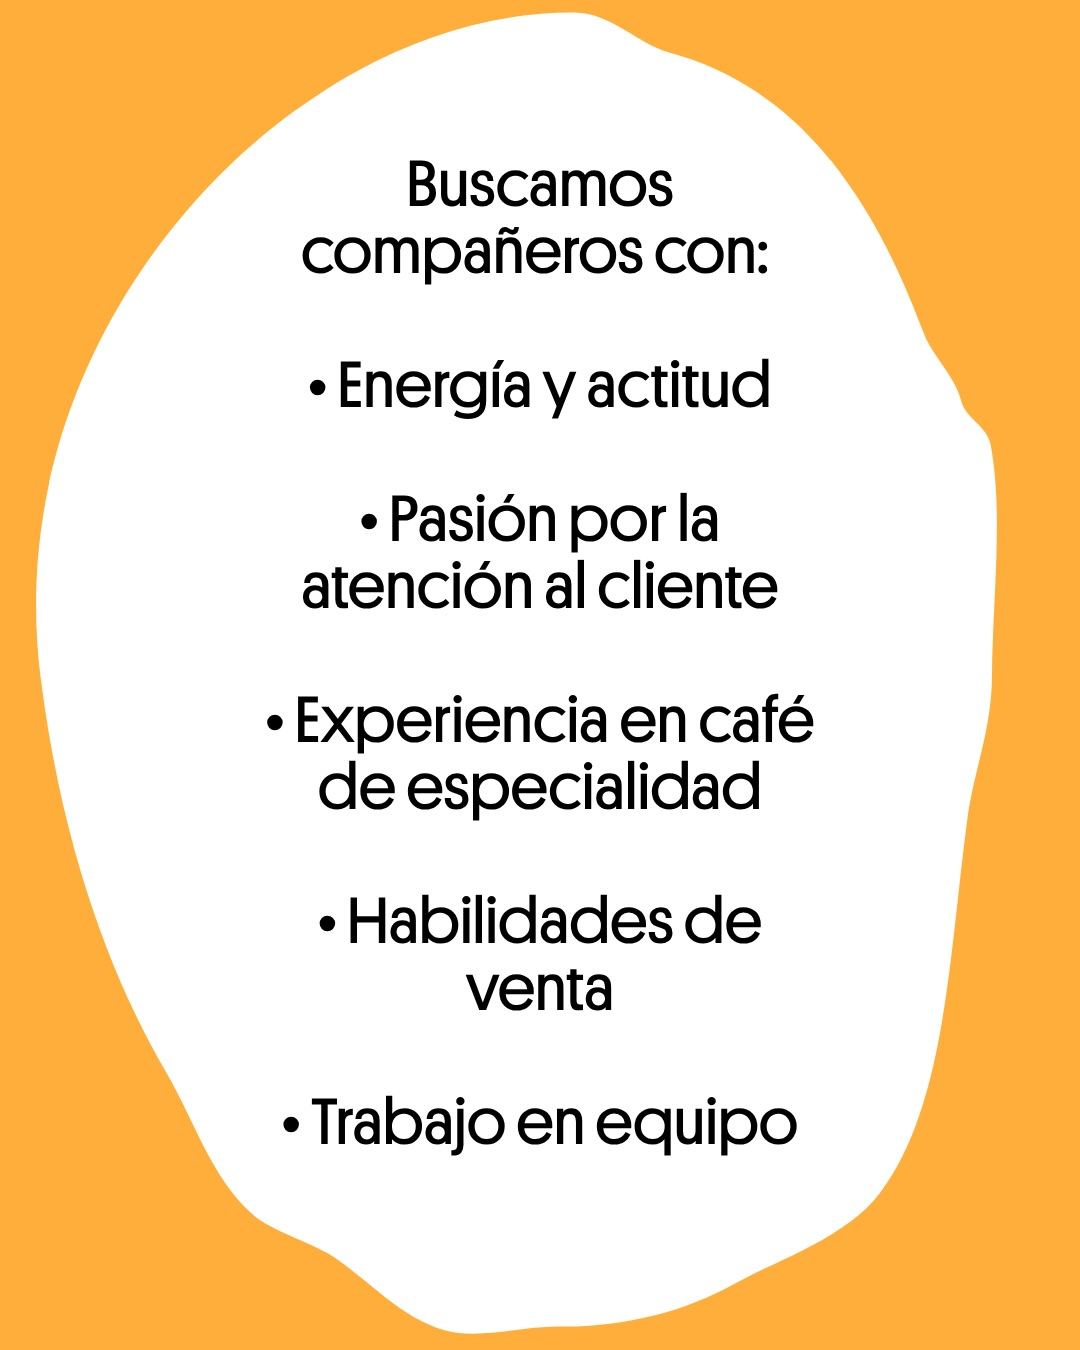 Buscamos
compañeros con:
• Energía y actitud
• Pasión por la
atención al cliente
• Experiencia en café
de especialidad
• Habilidades de
venta
• Trabajo en equipo